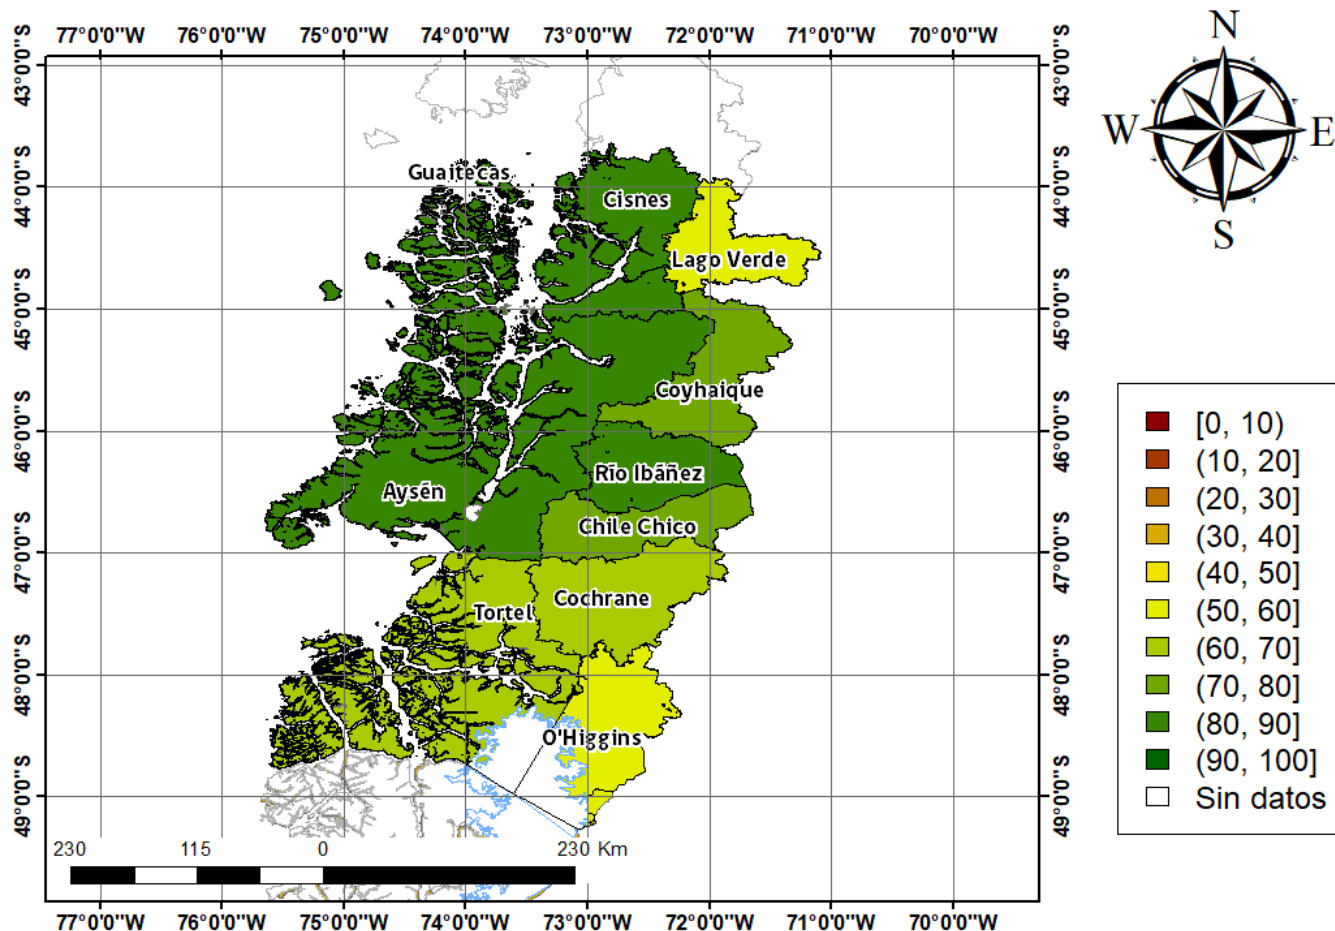 77°0'0"W 76°0'0"W 75°0'0"W 74°0'0"W 73°0'0"W 72°0'0"W 71°0'0"W 70°0'0"W
43°0'0"S 43°0'0"S
44°0'0"S 44°0'0"S
45°0'0"S 45°0'0"S
46°0'0"S 46°0'0"S
47°0'0"S 47°0'0"S
48°0'0"S 48°0'0"S
49°0'0"S 49°0'0"S
Guaitecas
Cisnes
Lago Verde
Coyhaique
Río Ibáñez
Aysén
Chile Chico
Cochrane
Tortel
O'Higgins
230 115 0 230 Km
77°0'0"W 76°0'0"W 75°0'0"W 74°0'0"W 73°0'0"W 72°0'0"W 71°0'0"W 70°0'0"W
N
W E
S
[0, 10)
(10, 20]
(20, 30]
(30, 40]
(40, 50]
(50, 60]
(60, 70]
(70, 80]
(80, 90]
(90, 100]
Sin datos